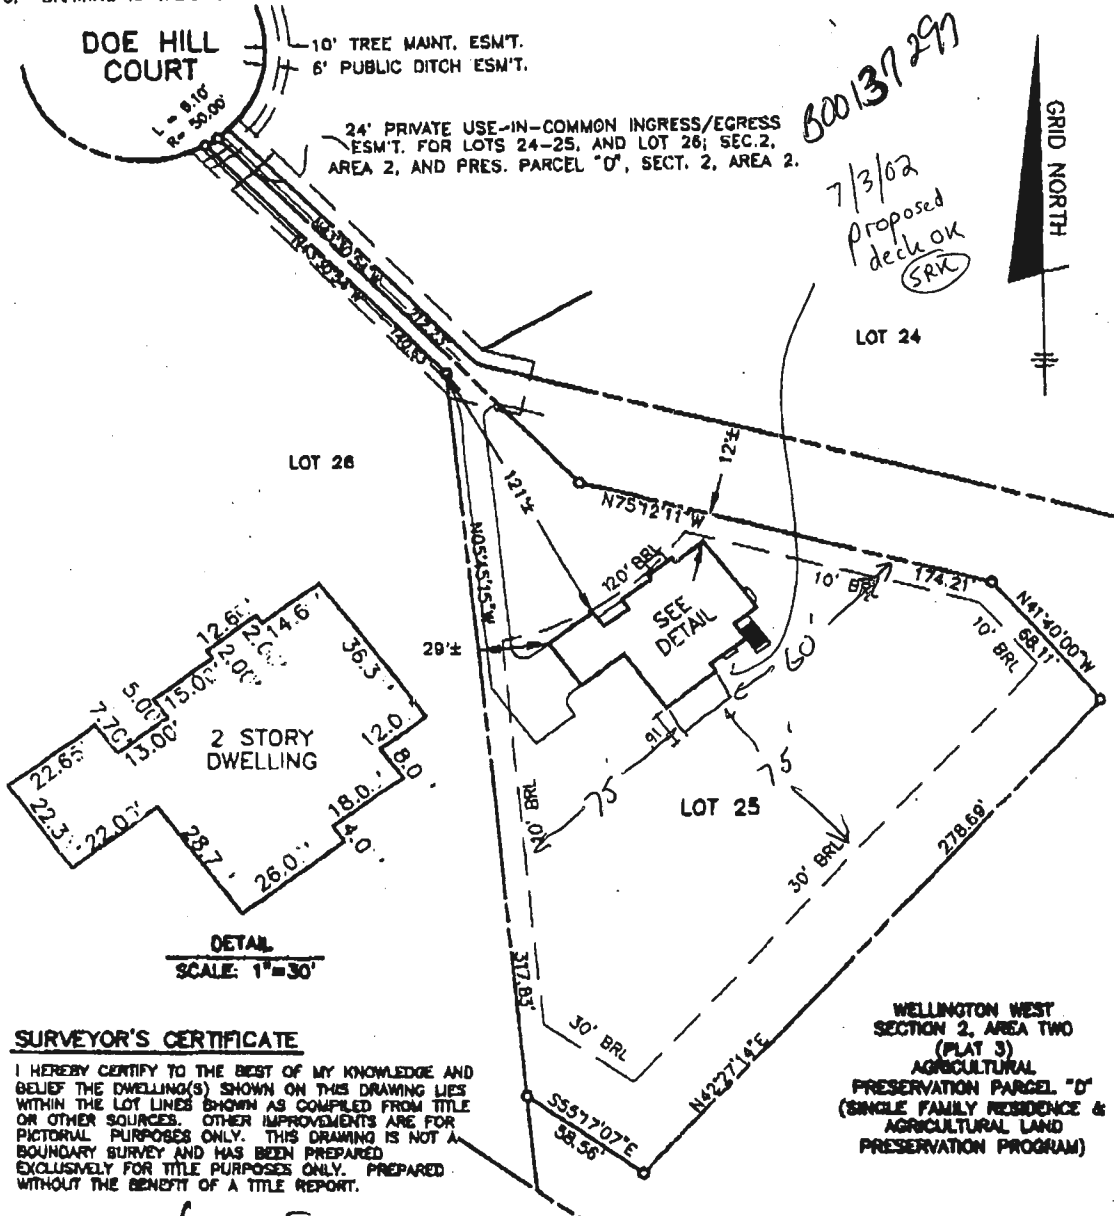 DOE HILL
COURT
10' TREE MAINT. ESM'T.
6' PUBLIC DITCH ESM'T.
L = 8.10'
R= 50.00'
24' PRIVATE USE-IN-COMMON INGRESS/EGRESS
ESM'T. FOR LOTS 24-25, AND LOT 26; SEC.2,
AREA 2, AND PRES. PARCEL "D", SECT. 2, AREA 2.
B00137297
7/3/02
proposed
deck OK
SRK
GRID NORTH
212.23'
LOT 24
LOT 26
121'±
12'±
N75°12'11"W
174.21'
N05°45'15"W
120' BRL
10' BRL
N41°40'00"W
68.11'
10' BRL
SEE
DETAIL
29'±
60'
16
75'
75'
20' BRL
LOT 25
30' BRL
278.69'
12.6
2.00
14.6'
2.00
36.3
15.00'
5.00
7.70
13.00'
22.65'
2 STORY
DWELLING
12.0
8.0
22.3
22.0
28.7
18.0
4.0
26.0
DETAIL
SCALE: 1"=30'
317.83'
30' BRL
N42°27'14"E
S55°17'07"E
58.56'
SURVEYOR'S CERTIFICATE
I HEREBY CERTIFY TO THE BEST OF MY KNOWLEDGE AND
BELIEF THE DWELLING(S) SHOWN ON THIS DRAWING LIES
WITHIN THE LOT LINES SHOWN AS COMPILED FROM TITLE
OR OTHER SOURCES. OTHER IMPROVEMENTS ARE FOR
PICTORIAL PURPOSES ONLY. THIS DRAWING IS NOT A
BOUNDARY SURVEY AND HAS BEEN PREPARED
EXCLUSIVELY FOR TITLE PURPOSES ONLY. PREPARED
WITHOUT THE BENEFIT OF A TITLE REPORT.
WELLINGTON WEST
SECTION 2, AREA TWO
(PLAT 3)
AGRICULTURAL
PRESERVATION PARCEL "D"
(SINGLE FAMILY RESIDENCE &
AGRICULTURAL LAND
PRESERVATION PROGRAM)